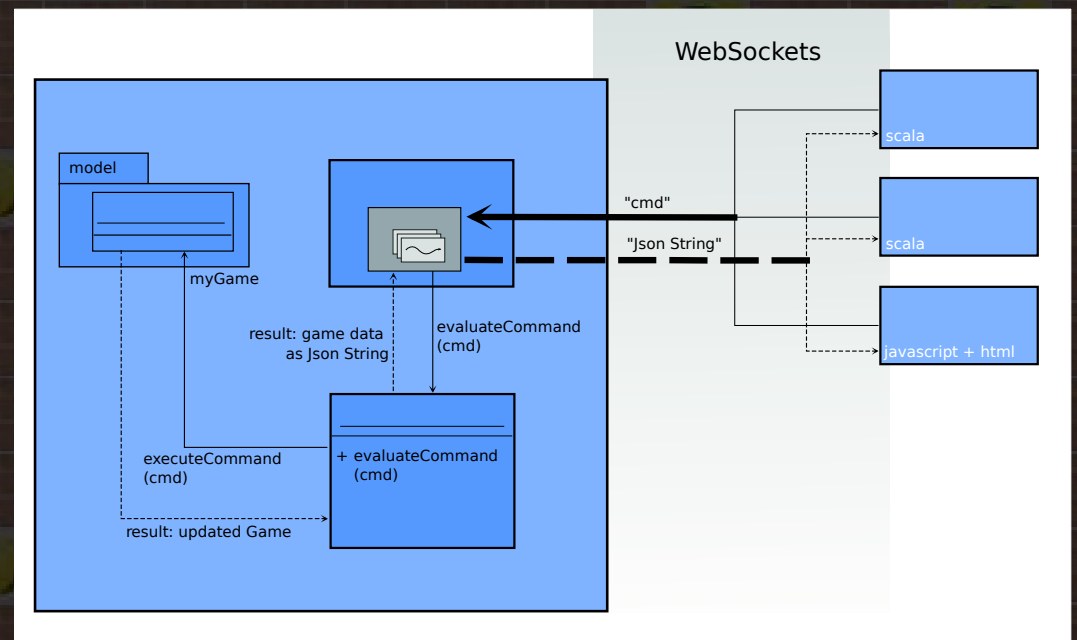 WebSockets
scala
model
"cmd"
"Json String"
scala
myGame
result: game data
as Json String
evaluateCommand
(cmd)
javascript + html
executeCommand
(cmd)
+ evaluateCommand
(cmd)
result: updated Game